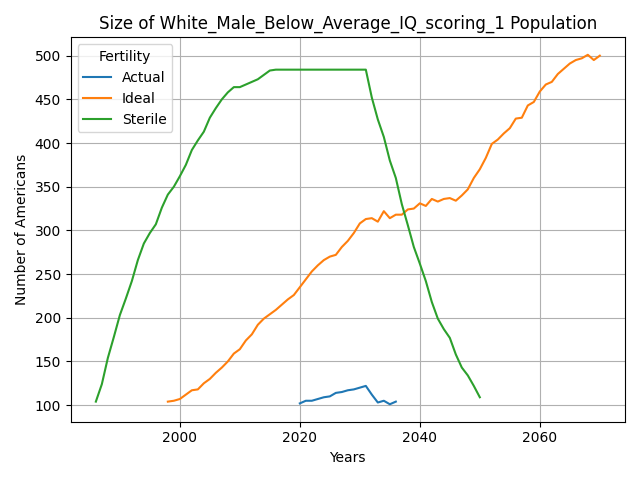 Size of White_Male_Below_Average_IQ_scoring_1 Population
Fertility
Actual
Ideal
Sterile
Number of Americans
500
450
400
350
300
250
200
150
100
2000
2020
2040
2060
Years